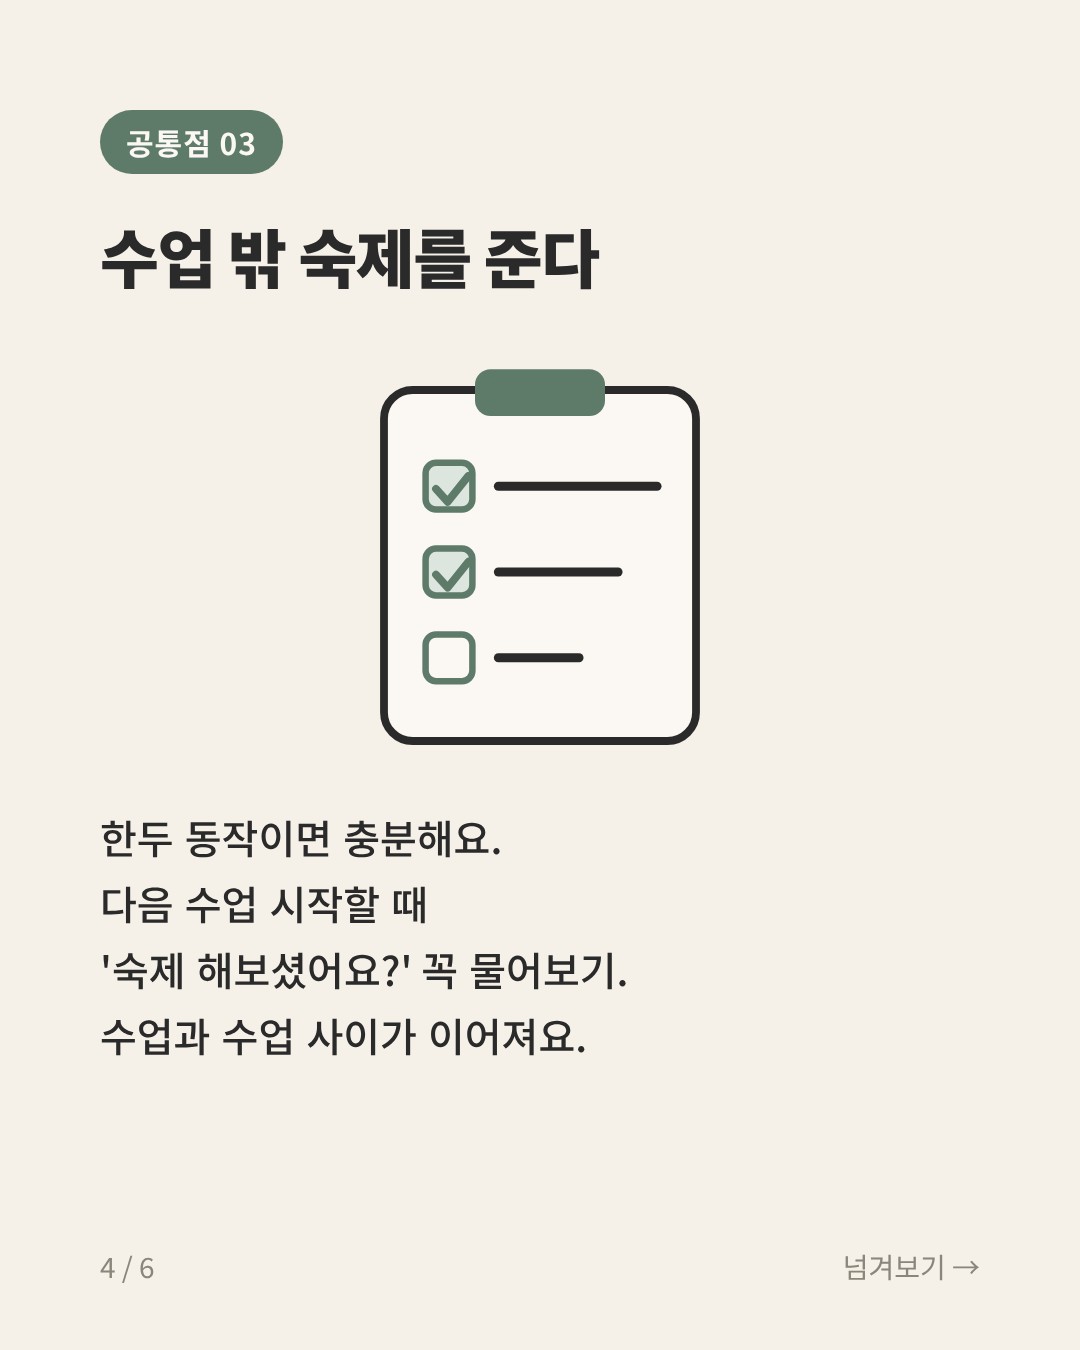 공통점 03
수업 밖 숙제를 준다
한두 동작이면 충분해요.
다음 수업 시작할 때
'숙제 해보셨어요?' 꼭 물어보기.
수업과 수업 사이가 이어져요.
4 / 6
넘겨보기 →